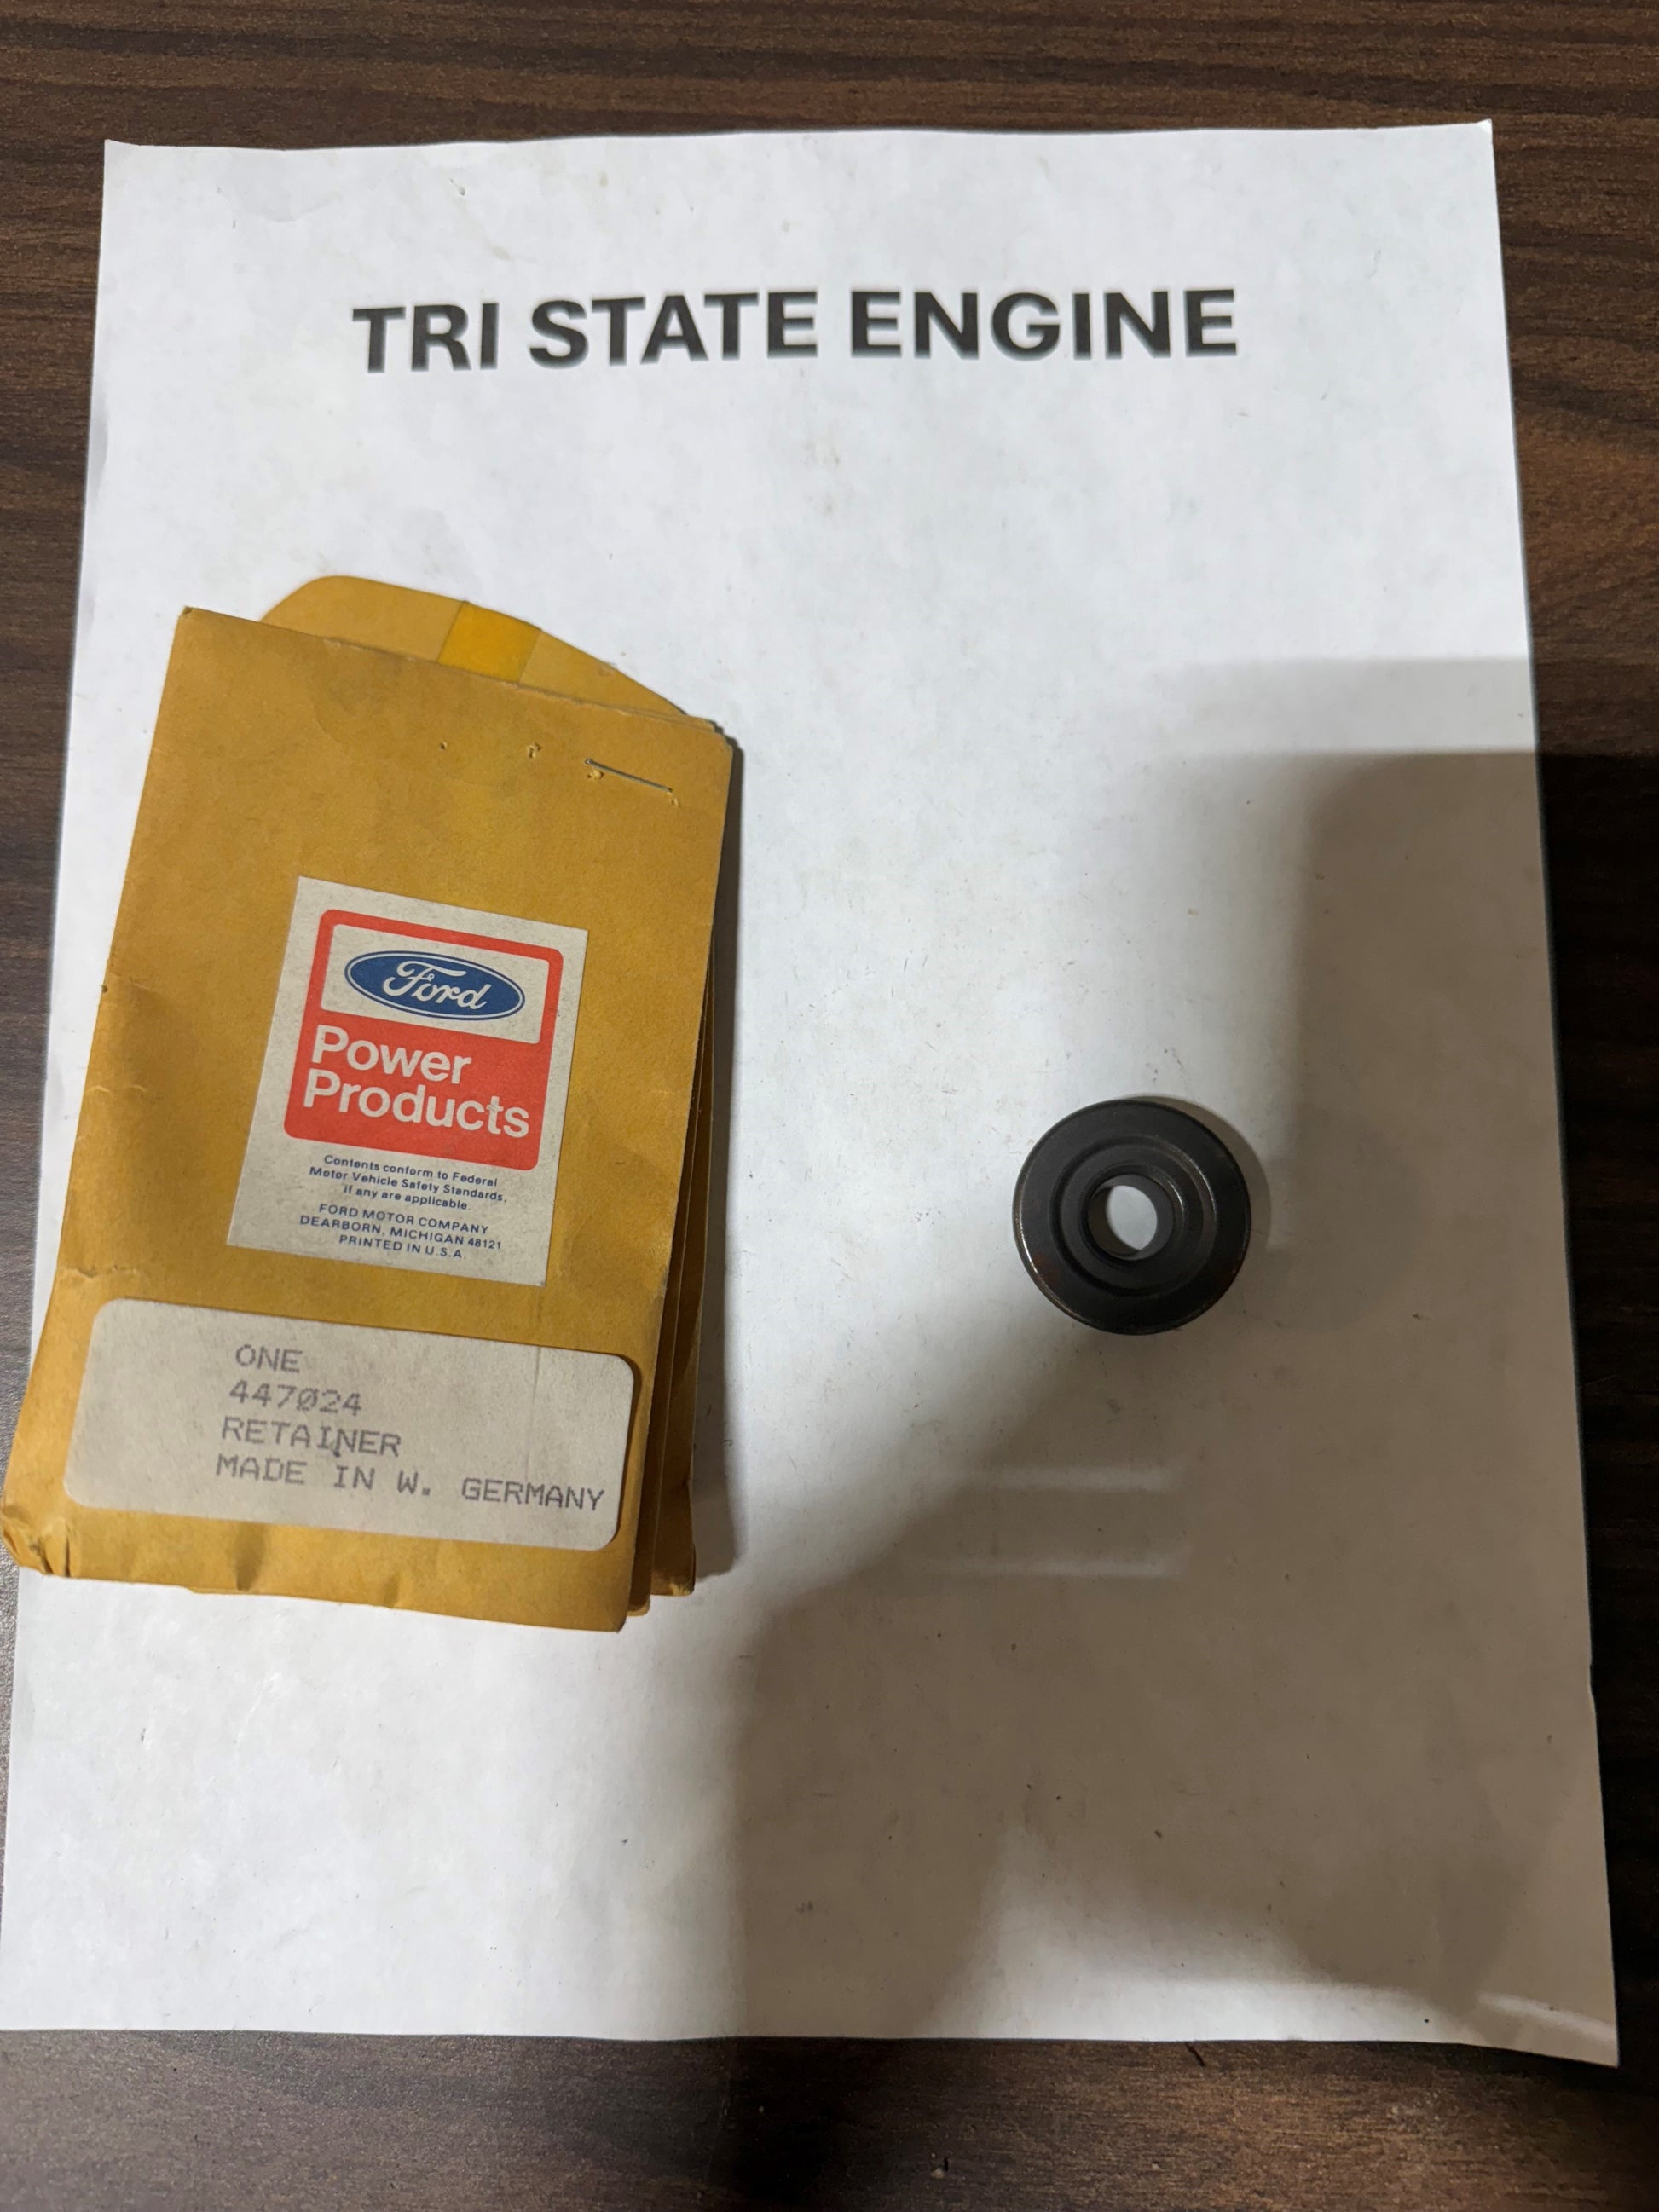 TRI STATE ENGINE
Ford
Power
Products
Contents conform to Federal
Motor Vehicle Safety Standards,
if any are applicable.
FORD MOTOR COMPANY
DEARBORN, MICHIGAN 48121
PRINTED IN U.S.A.
ONE
447024
RETAINER
MADE IN W. GERMANY